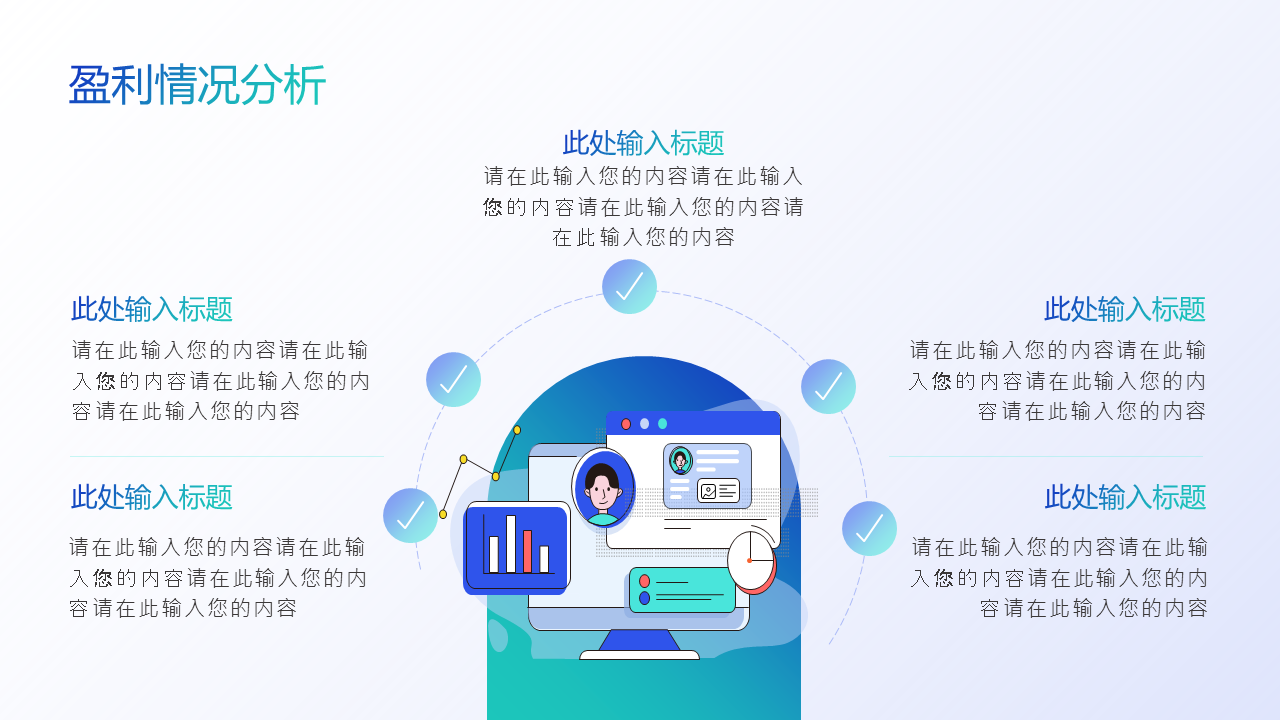 盈利情况分析
此处输入标题
请在此输入您的内容请在此输入
您的内容请在此输入您的内容请
在此输入您的内容
此处输入标题
请在此输入您的内容请在此输
入您的内容请在此输入您的内
容请在此输入您的内容
此处输入标题
请在此输入您的内容请在此输
入您的内容请在此输入您的内
容请在此输入您的内容
此处输入标题
请在此输入您的内容请在此输
入您的内容请在此输入您的内
容请在此输入您的内容
此处输入标题
请在此输入您的内容请在此输
入您的内容请在此输入您的内
容请在此输入您的内容